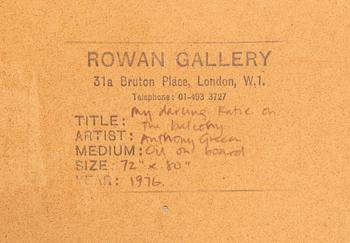 ROWAN GALLERY
31a Bruton Place, London, W.1.
Telephone: 01-493 3727
TITLE: My darling Katie on
The balcony
ARTIST: Anthony Green
MEDIUM: Oil on board
SIZE: 72" x 80"
YEAR: 1976.